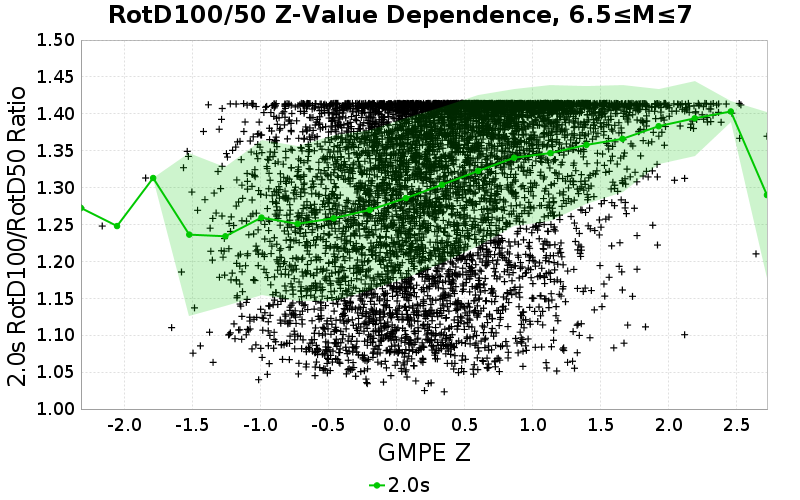 RotD100/50 Z-Value Dependence, 6.5≤M≤7
2.0s RotD100/RotD50 Ratio
1.50
1.45
1.40
1.35
1.30
1.25
1.20
1.15
1.10
1.05
1.00
-2.0 -1.5 -1.0 -0.5 0.0 0.5 1.0 1.5 2.0 2.5
GMPE Z
2.0s